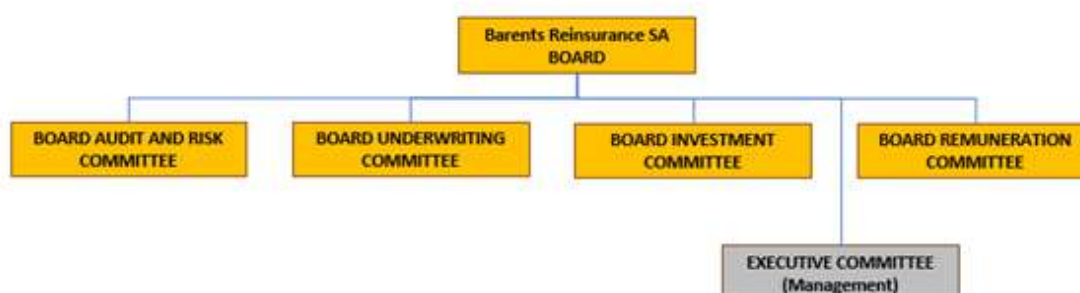 Barents Reinsurance SA
BOARD
BOARD AUDIT AND RISK
COMMITTEE
BOARD UNDERWRITING
COMMITTEE
BOARD INVESTMENT
COMMITTEE
BOARD REMUNERATION
COMMITTEE
EXECUTIVE COMMITTEE
(Management)